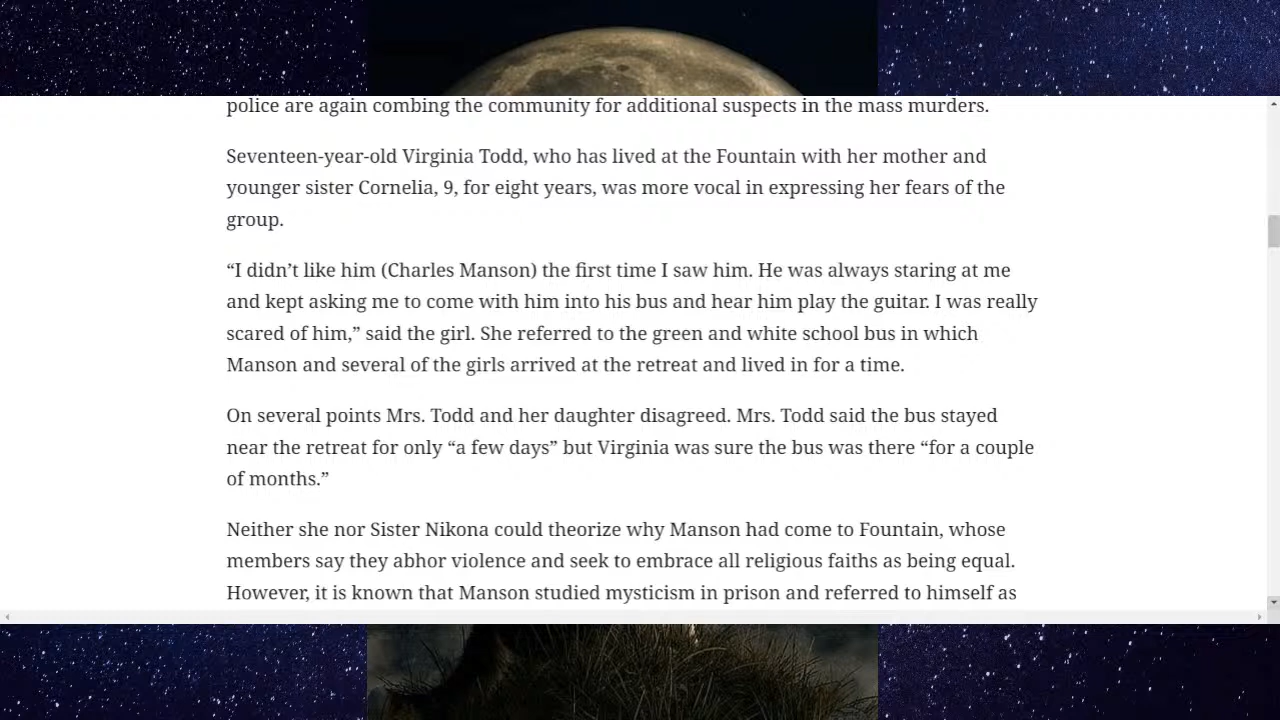 police are again combing the community for additional suspects in the mass murders.
Seventeen-year-old Virginia Todd, who has lived at the Fountain with her mother and
younger sister Cornelia, 9, for eight years, was more vocal in expressing her fears of the
group.
“I didn’t like him (Charles Manson) the first time I saw him. He was always staring at me
and kept asking me to come with him into his bus and hear him play the guitar. I was really
scared of him,” said the girl. She referred to the green and white school bus in which
Manson and several of the girls arrived at the retreat and lived in for a time.
On several points Mrs. Todd and her daughter disagreed. Mrs. Todd said the bus stayed
near the retreat for only “a few days” but Virginia was sure the bus was there “for a couple
of months.”
Neither she nor Sister Nikona could theorize why Manson had come to Fountain, whose
members say they abhor violence and seek to embrace all religious faiths as being equal.
However, it is known that Manson studied mysticism in prison and referred to himself as